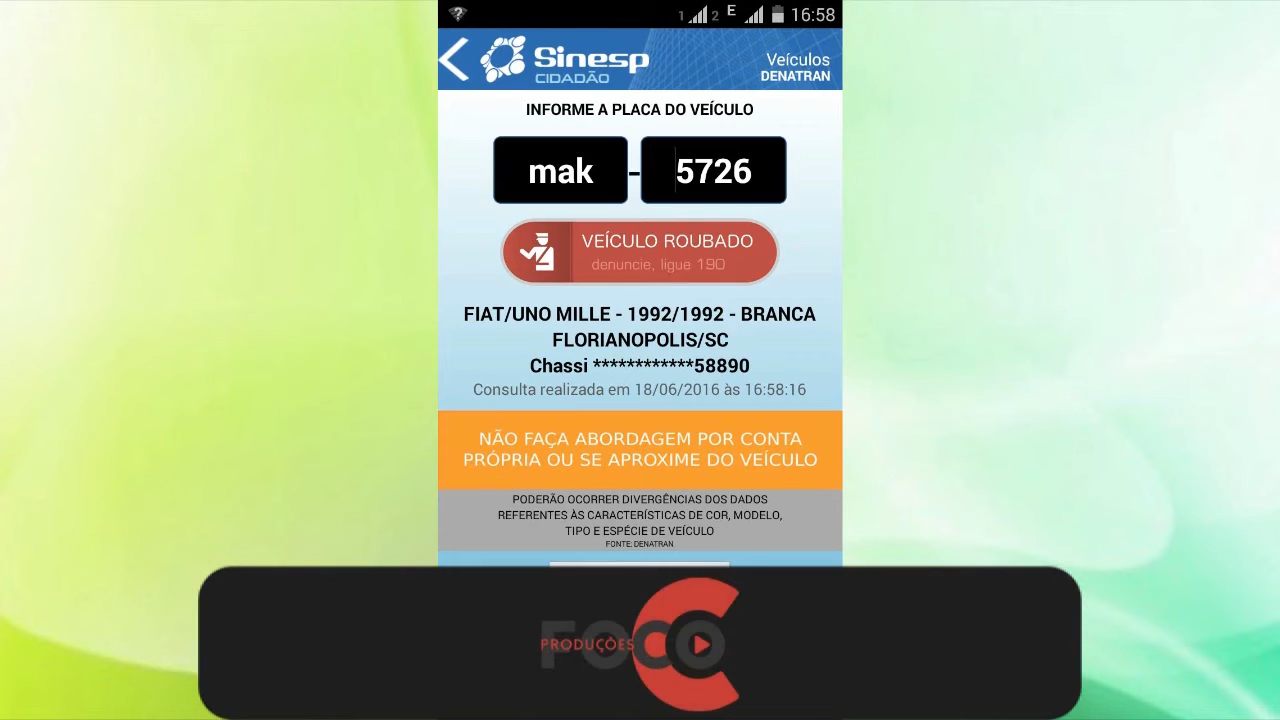 1 2 E 16:58
Sinesp
CIDADÃO
Veículos
DENATRAN
INFORME A PLACA DO VEÍCULO
mak - 5726
VEÍCULO ROUBADO
denuncie, ligue 190
FIAT/UNO MILLE - 1992/1992 - BRANCA
FLORIANOPOLIS/SC
Chassi ************58890
Consulta realizada em 18/06/2016 às 16:58:16
NÃO FAÇA ABORDAGEM POR CONTA
PRÓPRIA OU SE APROXIME DO VEÍCULO
PODERÃO OCORRER DIVERGÊNCIAS DOS DADOS
REFERENTES ÀS CARACTERÍSTICAS DE COR, MODELO,
TIPO E ESPÉCIE DE VEÍCULO
FONTE: DENATRAN
FOCO
PRODUÇÕES